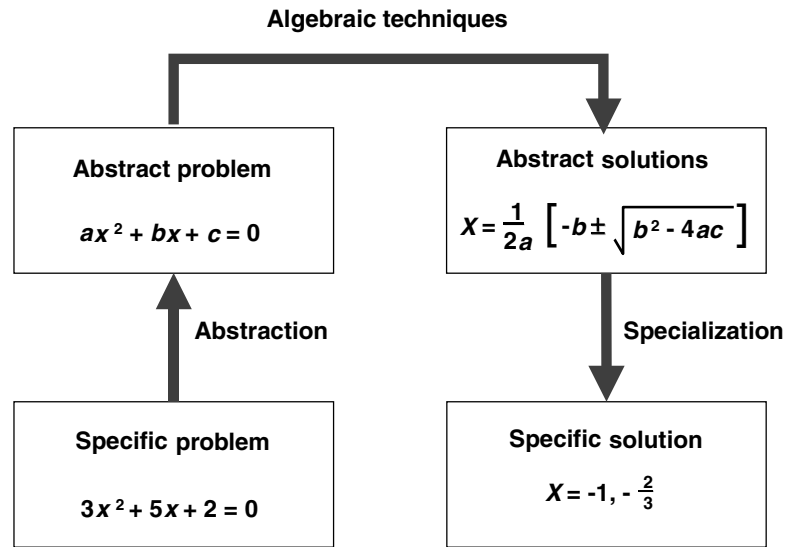 Algebraic techniques
Abstract problem
ax² + bx + c = 0
Abstract solutions
X = 1/2a [ -b ± √b² - 4ac ]
Abstraction
Specialization
Specific problem
3x² + 5x + 2 = 0
Specific solution
X = -1, - 2/3